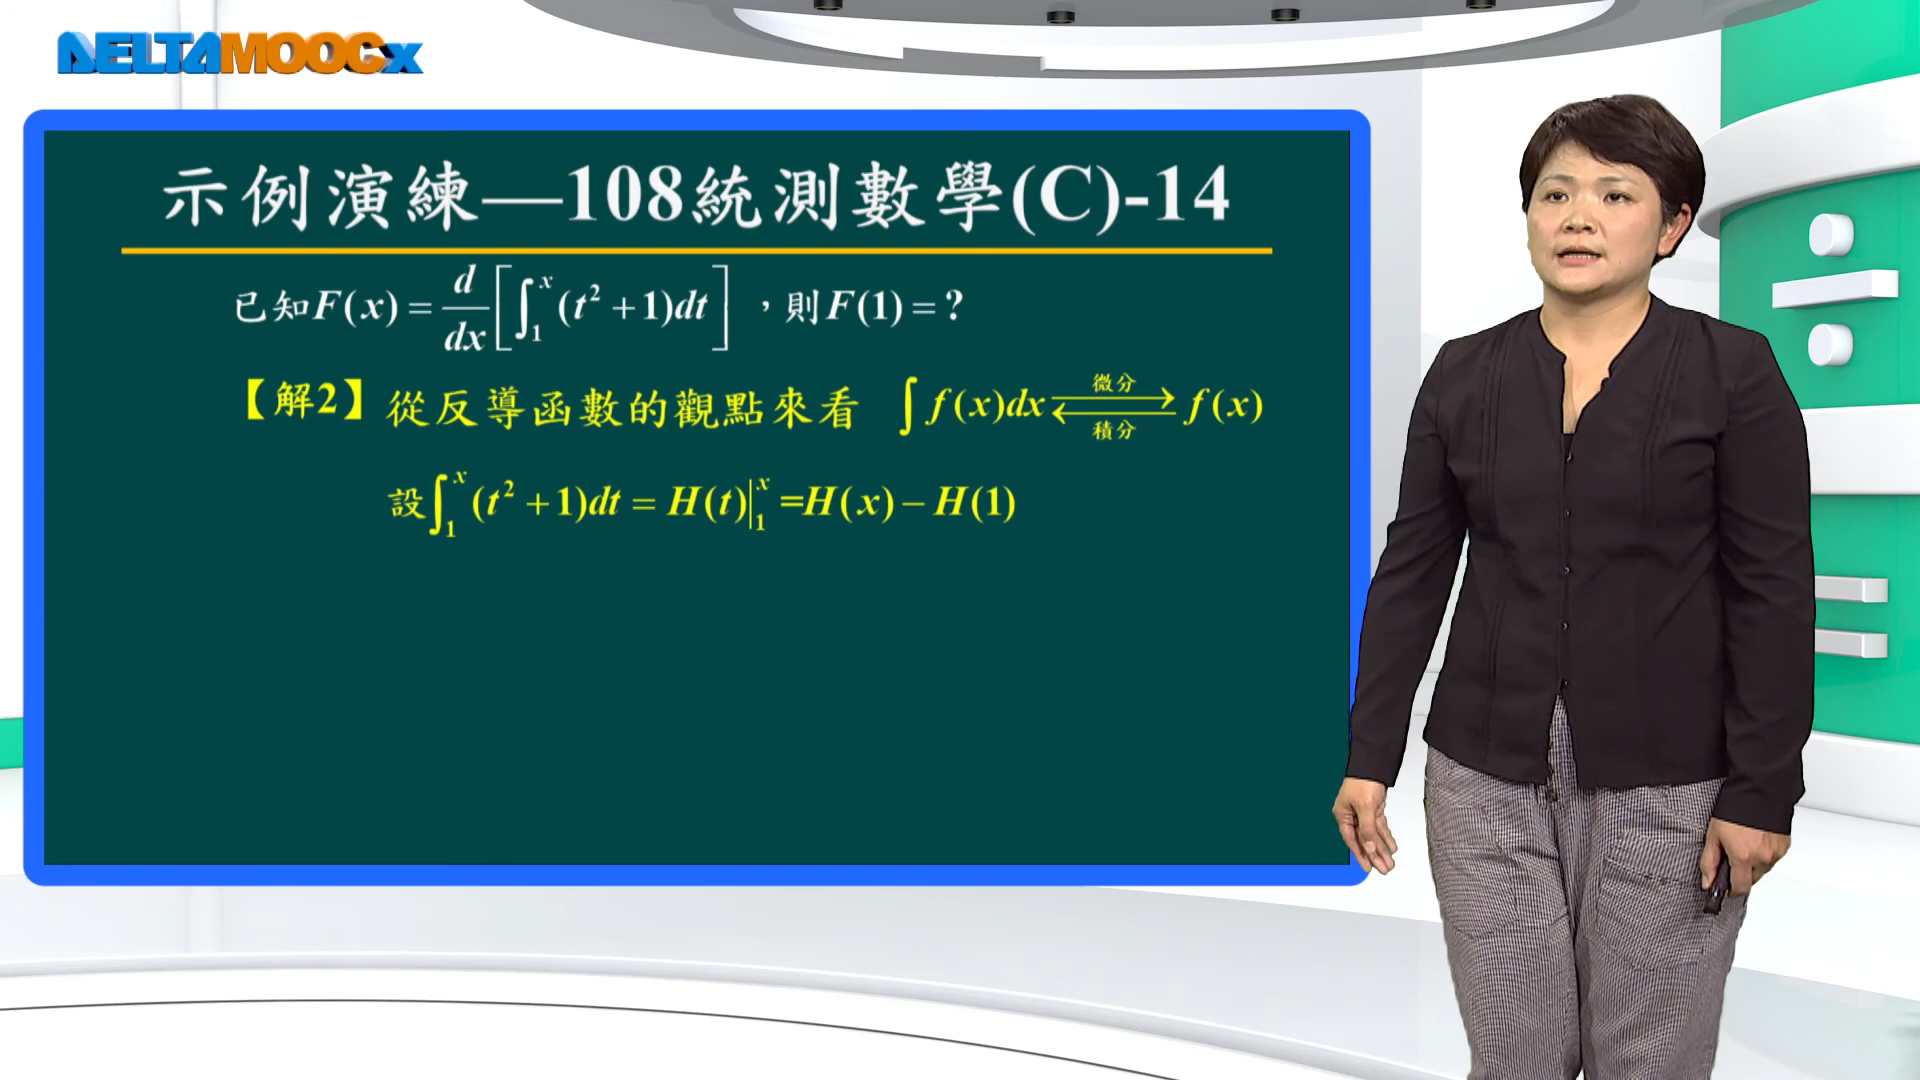 DELTAMOOCx
示例演練—108統測數學(C)-14
已知F(x) = d/dx [∫₁ˣ (t² + 1)dt] ，則F(1) = ?
【解2】從反導函數的觀點來看 ∫ f(x)dx 微分 ⇄ 積分 f(x)
設∫₁ˣ (t² + 1)dt = H(t)|₁ˣ =H(x) – H(1)